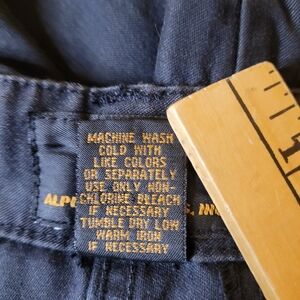 MACHINE WASH
COLD WITH
LIKE COLORS
OR SEPARATELY
USE ONLY NON-
CHLORINE BLEACH
IF NECESSARY
TUMBLE DRY LOW
WARM IRON
IF NECESSARY
1